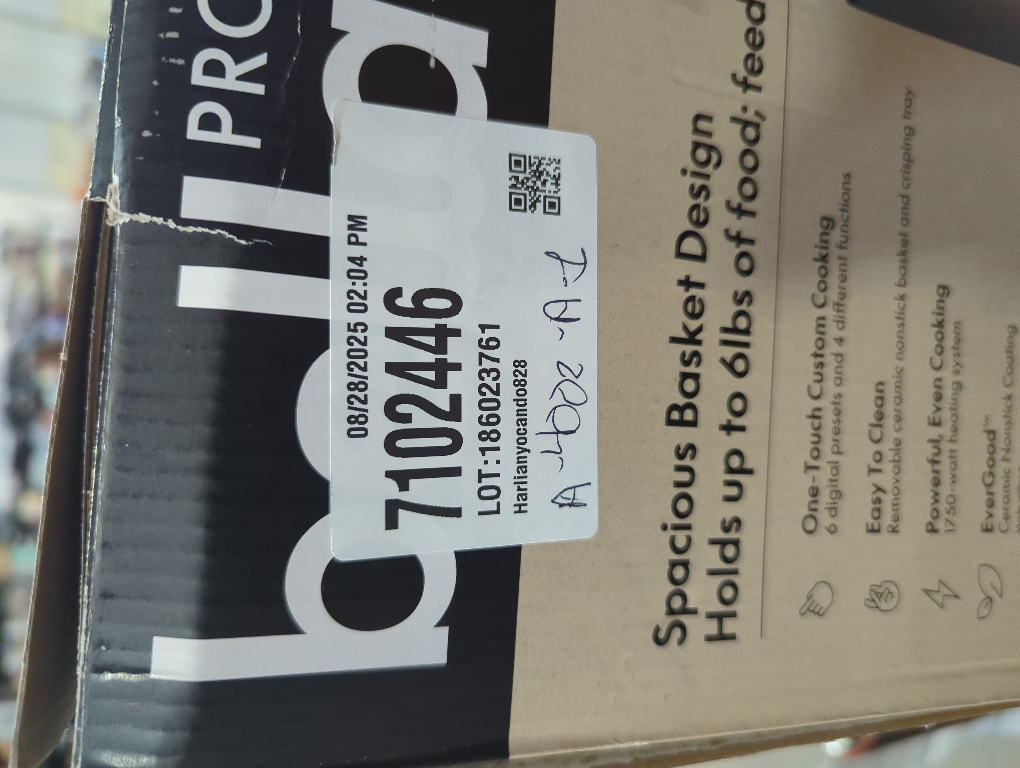 PRO
bella
08/28/2025 02:04 PM
7102446
LOT:186023761
Harlianyocando828
Spacious Basket Design
Holds up to 6lbs of food; feed
One-Touch Custom Cooking
6 digital presets and 4 different functions
Easy To Clean
Removable ceramic nonstick basket and crisping tray
Powerful, Even Cooking
1750-watt heating system
EverGood™
Ceramic Nonstick Coating